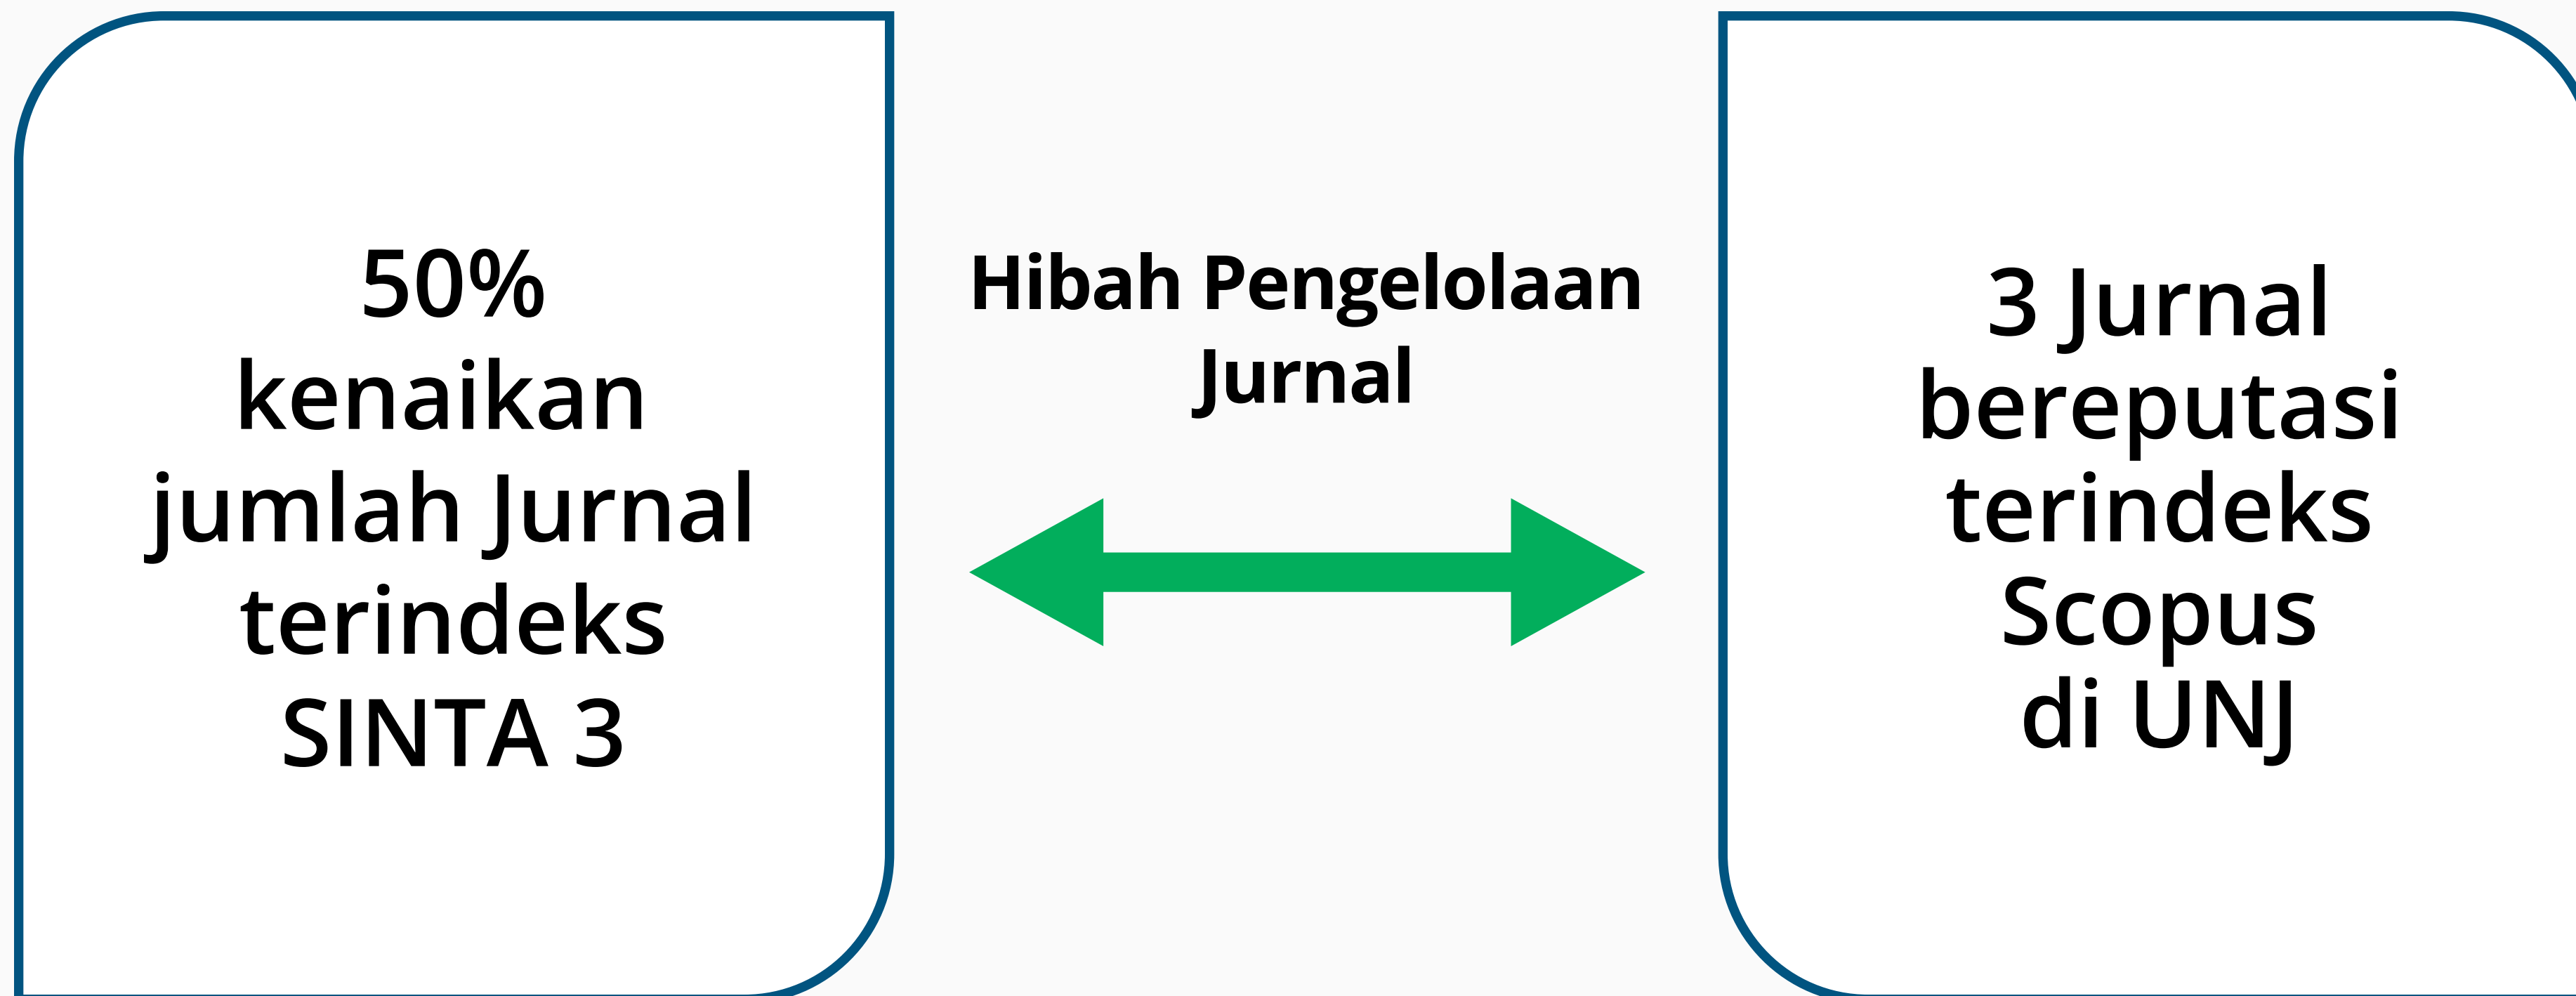 50%
kenaikan
jumlah Jurnal
terindeks
SINTA 3
Hibah Pengelolaan
Jurnal
3 Jurnal
bereputasi
terindeks
Scopus
di UNJ